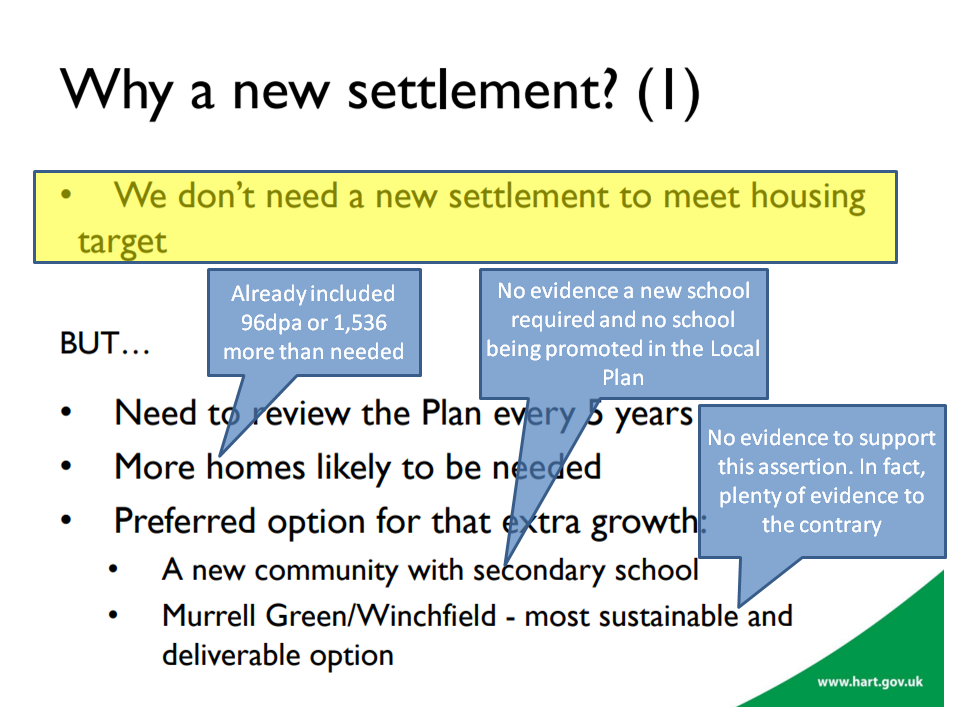 Why a new settlement? (1)
• We don't need a new settlement to meet housing
target
Already included
96dpa or 1,536
more than needed
No evidence a new school
required and no school
being promoted in the Local
Plan
BUT...
• Need to review the Plan every 5 years
No evidence to support
this assertion. In fact,
plenty of evidence to
the contrary
• More homes likely to be needed
• Preferred option for that extra growth:
• A new community with secondary school
• Murrell Green/Winchfield - most sustainable and
deliverable option
www.hart.gov.uk